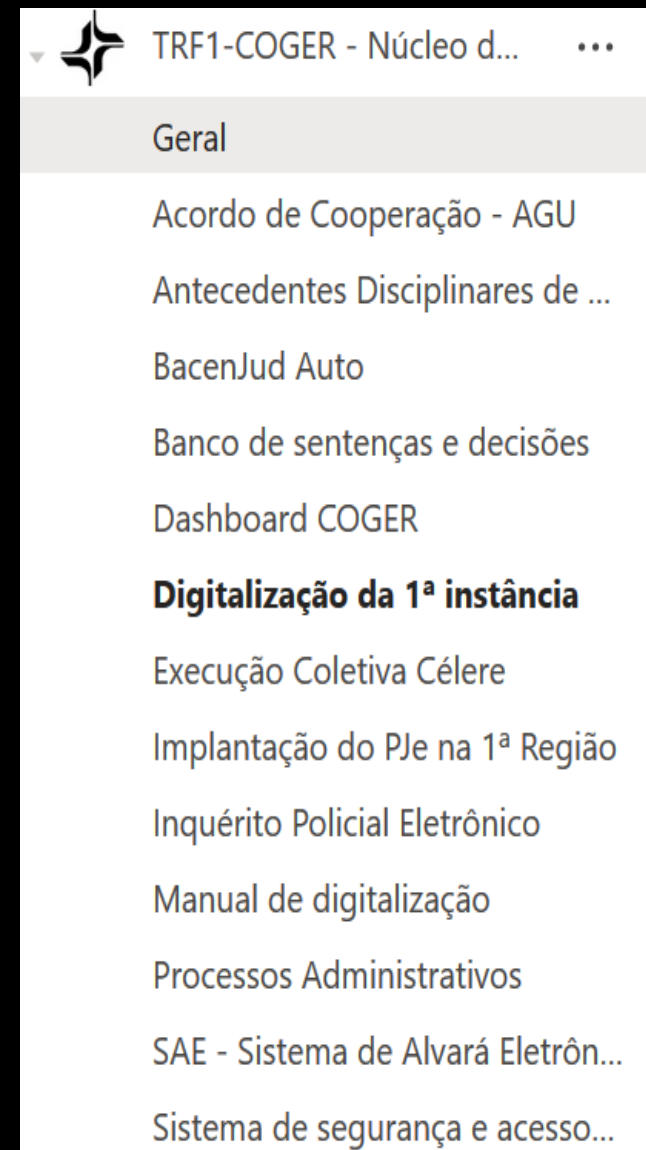 TRF1-COGER - Núcleo d... ...
Geral
Acordo de Cooperação - AGU
Antecedentes Disciplinares de ...
BacenJud Auto
Banco de sentenças e decisões
Dashboard COGER
Digitalização da 1ª instância
Execução Coletiva Célere
Implantação do PJe na 1ª Região
Inquérito Policial Eletrônico
Manual de digitalização
Processos Administrativos
SAE - Sistema de Alvará Eletrôn...
Sistema de segurança e acesso...